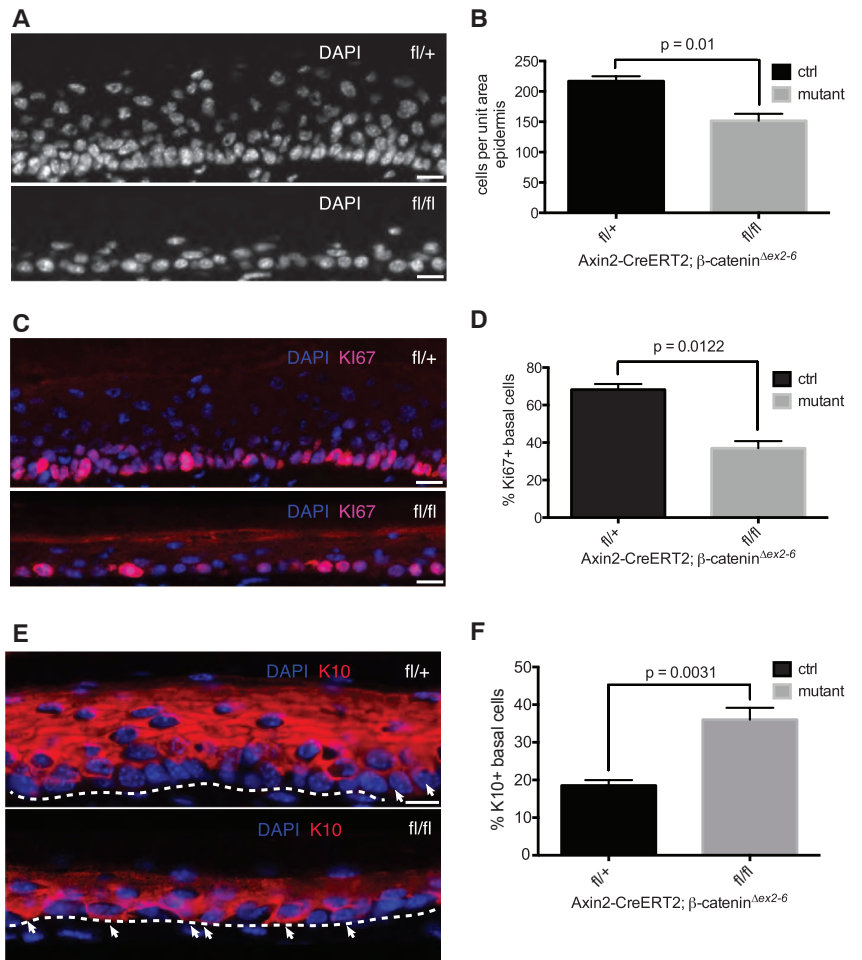 A
DAPI fl/+
DAPI fl/fl
B
p = 0.01
ctrl
mutant
cells per unit area
epidermis
250
200
150
100
50
0
fl/+
fl/fl
Axin2-CreERT2; β-catenin^Δex2-6
C
DAPI KI67 fl/+
DAPI KI67 fl/fl
D
p = 0.0122
ctrl
mutant
% Ki67+ basal cells
80
60
40
20
0
fl/+
fl/fl
Axin2-CreERT2; β-catenin^Δex2-6
E
DAPI K10 fl/+
DAPI K10 fl/fl
F
p = 0.0031
ctrl
mutant
% K10+ basal cells
50
40
30
20
10
0
fl/+
fl/fl
Axin2-CreERT2; β-catenin^Δex2-6